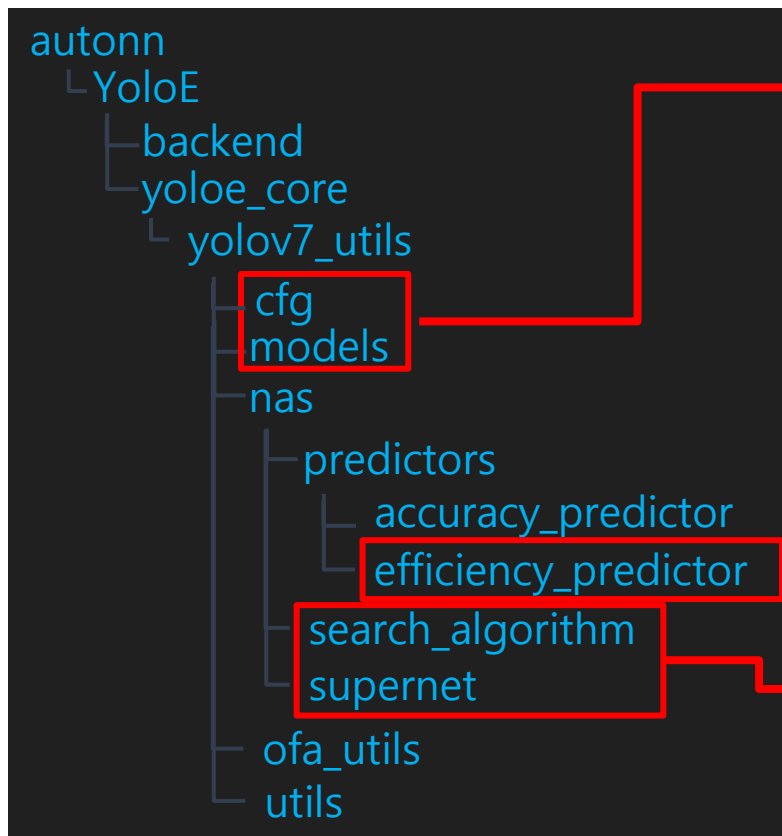 autonn
YoloE
backend
yoloe_core
yolov7_utils
cfg
models
nas
predictors
accuracy_predictor
efficiency_predictor
search_algorithm
supernet
ofa_utils
utils